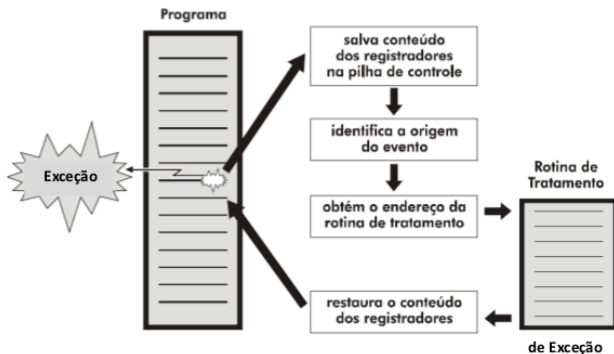 Programa
salva conteúdo
dos registradores
na pilha de controle
identifica a origem
do evento
Exceção
Rotina de
Tratamento
obtém o endereço da
rotina de tratamento
restaura o conteúdo
dos registradores
de Exceção